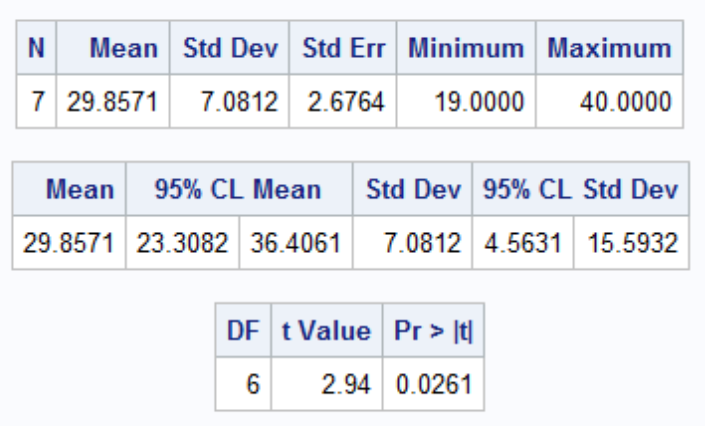 N Mean Std Dev Std Err Minimum Maximum
7 29.8571 7.0812 2.6764 19.0000 40.0000
Mean 95% CL Mean Std Dev 95% CL Std Dev
29.8571 23.3082 36.4061 7.0812 4.5631 15.5932
DF t Value Pr > |t|
6 2.94 0.0261